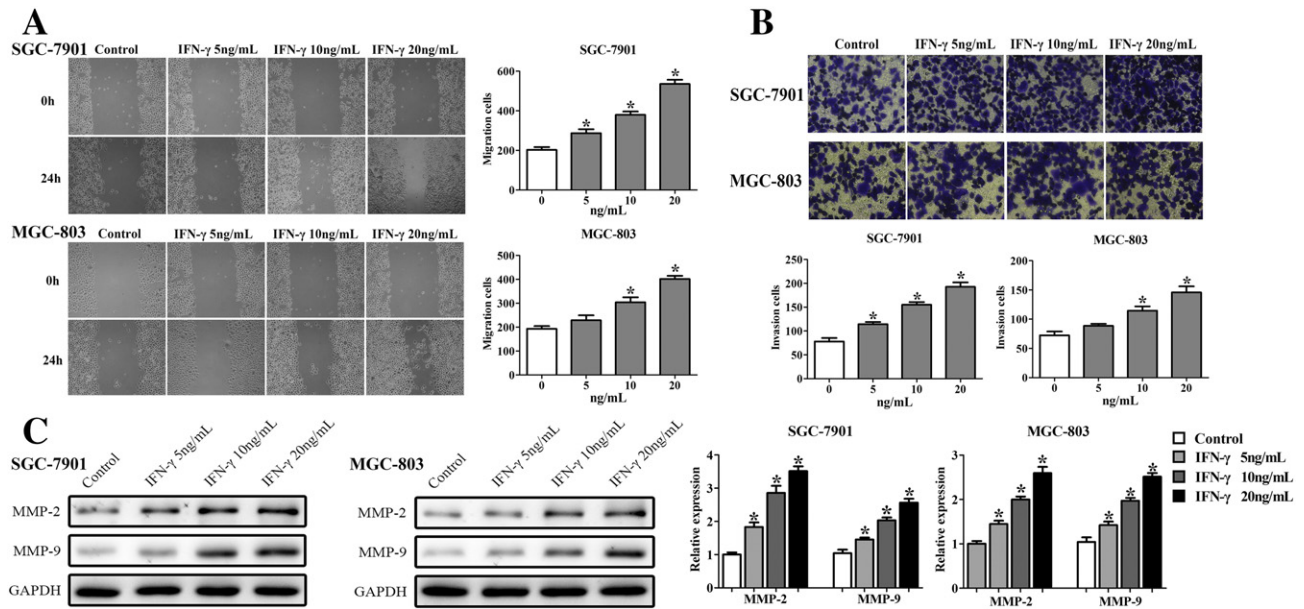 A
SGC-7901
Control IFN-γ 5ng/mL IFN-γ 10ng/mL IFN-γ 20ng/mL
0h
24h
MGC-803
Control IFN-γ 5ng/mL IFN-γ 10ng/mL IFN-γ 20ng/mL
0h
24h
SGC-7901
Migration cells
600
400
200
0
* * *
0 5 10 20
ng/mL
MGC-803
Migration cells
500
400
300
200
100
0
* *
0 5 10 20
ng/mL
B
Control IFN-γ 5ng/mL IFN-γ 10ng/mL IFN-γ 20ng/mL
SGC-7901
MGC-803
SGC-7901
Invasion cells
250
200
150
100
50
0
* * *
0 5 10 20
ng/mL
MGC-803
Invasion cells
200
150
100
50
0
* *
0 5 10 20
ng/mL
C
SGC-7901
Control IFN-γ 5ng/mL IFN-γ 10ng/mL IFN-γ 20ng/mL
MMP-2
MMP-9
GAPDH
MGC-803
Control IFN-γ 5ng/mL IFN-γ 10ng/mL IFN-γ 20ng/mL
MMP-2
MMP-9
GAPDH
SGC-7901
Relative expression
4
3
2
1
0
* * * * * *
MMP-2 MMP-9
MGC-803
Relative expression
3
2
1
0
* * * * * *
MMP-2 MMP-9
Control
IFN-γ 5ng/mL
IFN-γ 10ng/mL
IFN-γ 20ng/mL